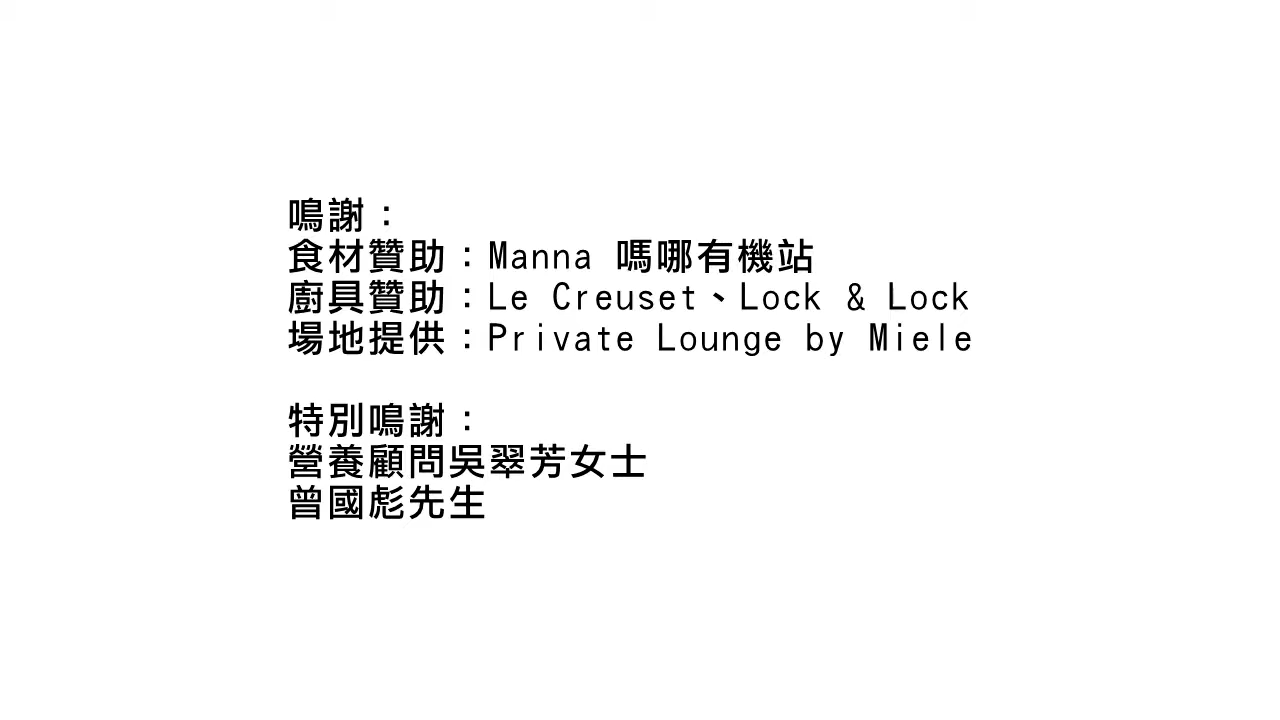 鳴謝：
食材贊助：Manna 嗎哪有機站
廚具贊助：Le Creuset、Lock & Lock
場地提供：Private Lounge by Miele
特別鳴謝：
營養顧問吳翠芳女士
曾國彪先生